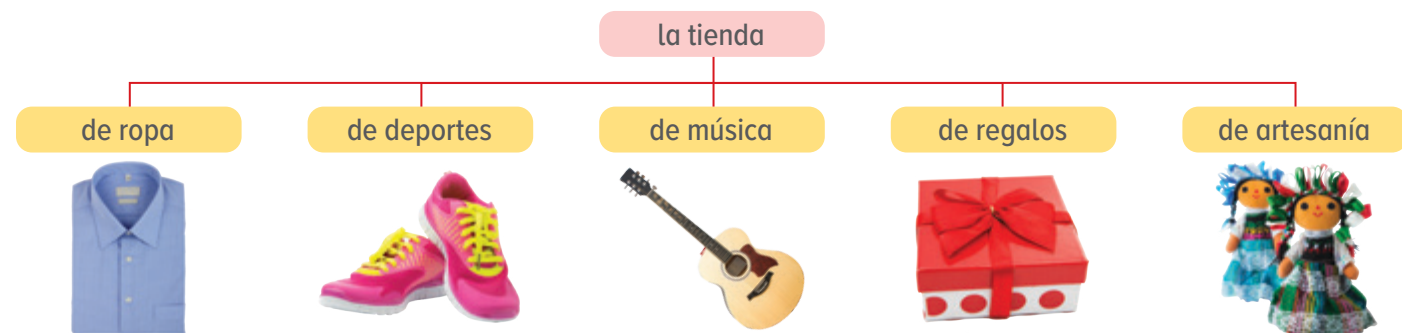 la tienda
de ropa
de deportes
de música
de regalos
de artesanía